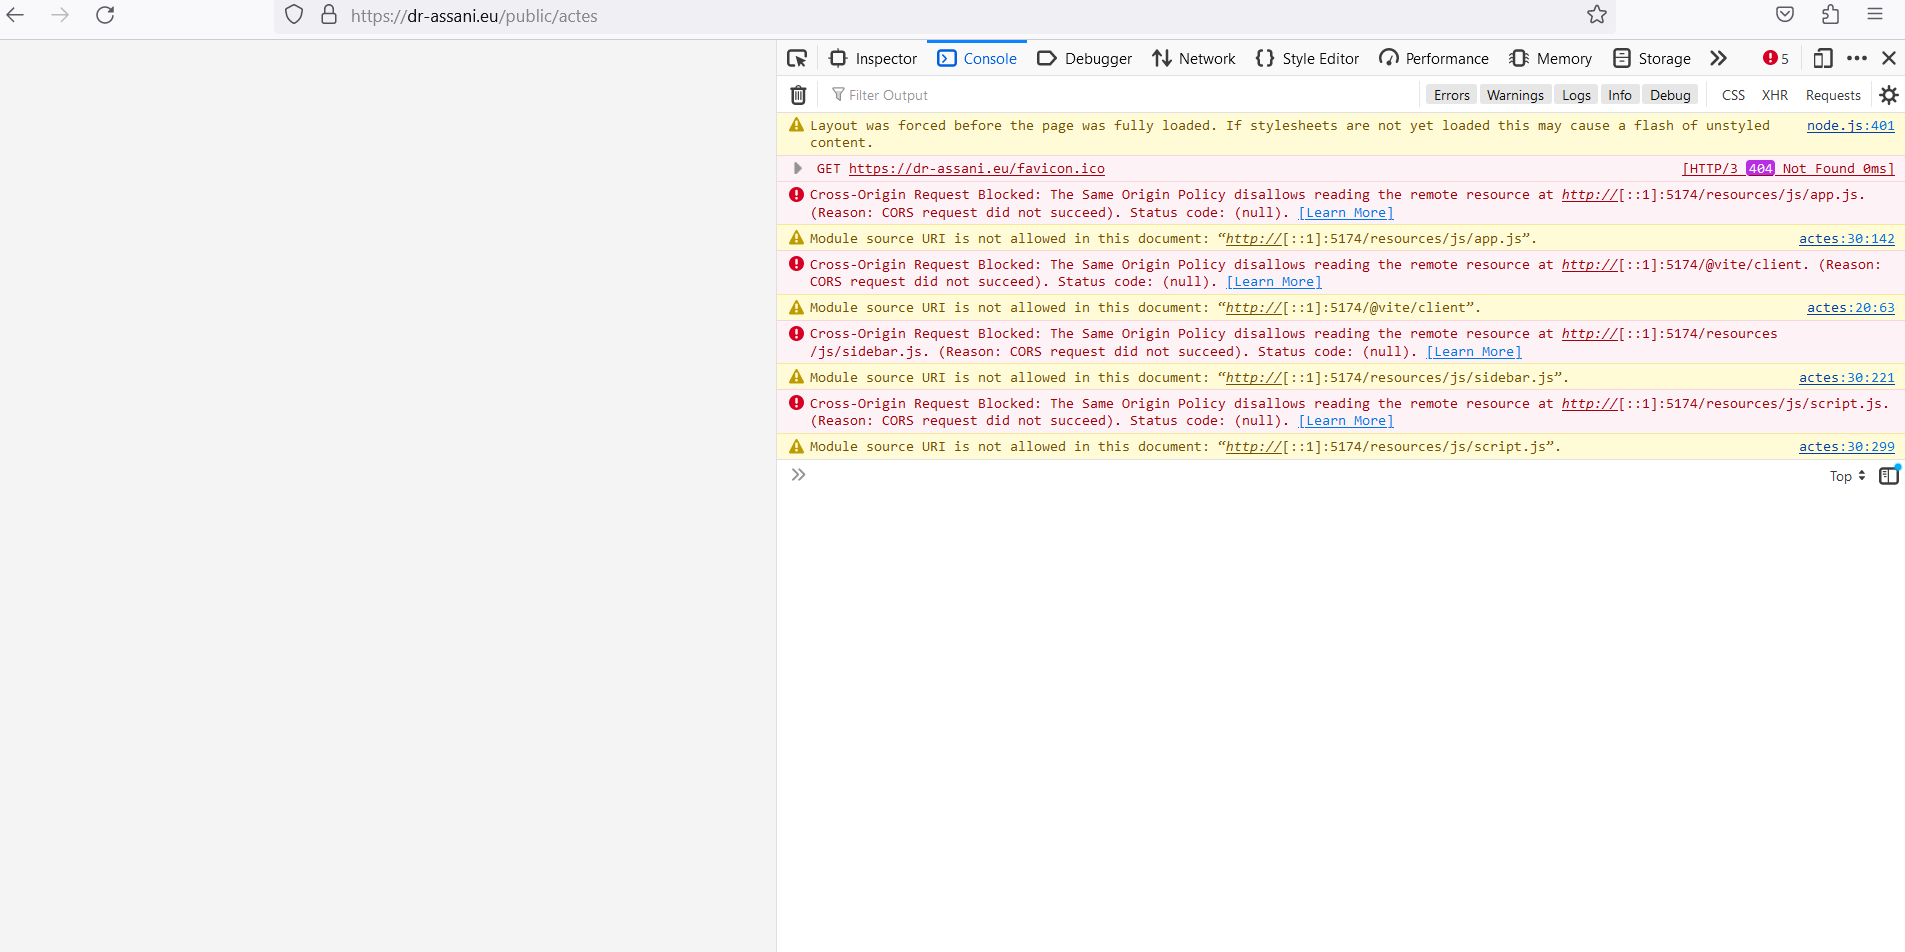 https://dr-assani.eu/public/actes
Inspector Console Debugger Network Style Editor Performance Memory Storage 5
Filter Output Errors Warnings Logs Info Debug CSS XHR Requests
Layout was forced before the page was fully loaded. If stylesheets are not yet loaded this may cause a flash of unstyled node.js:401
content.
GET https://dr-assani.eu/favicon.ico [HTTP/3 404 Not Found 0ms]
Cross-Origin Request Blocked: The Same Origin Policy disallows reading the remote resource at http://[::1]:5174/resources/js/app.js.
(Reason: CORS request did not succeed). Status code: (null). [Learn More]
Module source URI is not allowed in this document: “http://[::1]:5174/resources/js/app.js”. actes:30:142
Cross-Origin Request Blocked: The Same Origin Policy disallows reading the remote resource at http://[::1]:5174/@vite/client. (Reason:
CORS request did not succeed). Status code: (null). [Learn More]
Module source URI is not allowed in this document: “http://[::1]:5174/@vite/client”. actes:20:63
Cross-Origin Request Blocked: The Same Origin Policy disallows reading the remote resource at http://[::1]:5174/resources
/js/sidebar.js. (Reason: CORS request did not succeed). Status code: (null). [Learn More]
Module source URI is not allowed in this document: “http://[::1]:5174/resources/js/sidebar.js”. actes:30:221
Cross-Origin Request Blocked: The Same Origin Policy disallows reading the remote resource at http://[::1]:5174/resources/js/script.js.
(Reason: CORS request did not succeed). Status code: (null). [Learn More]
Module source URI is not allowed in this document: “http://[::1]:5174/resources/js/script.js”. actes:30:299
Top